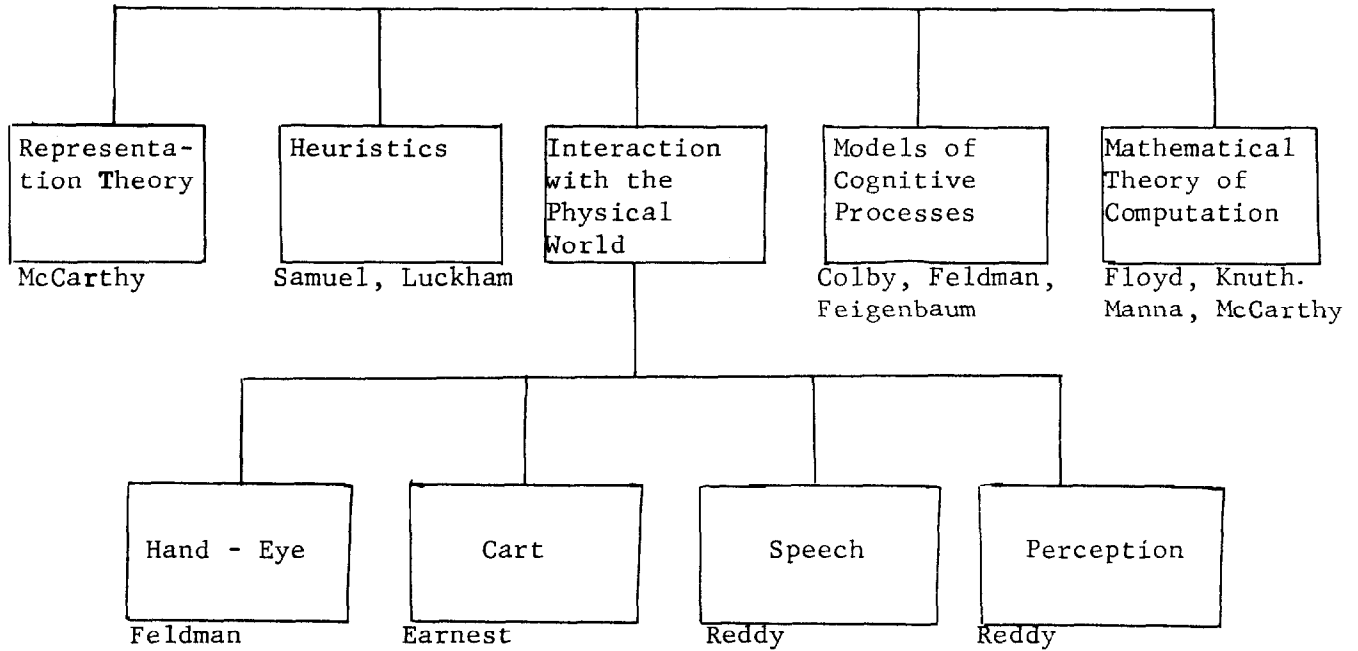 Representa-
tion Theory
McCarthy
Heuristics
Samuel, Luckham
Interaction
with the
Physical
World
Models of
Cognitive
Processes
Colby, Feldman,
Feigenbaum
Mathematical
Theory of
Computation
Floyd, Knuth.
Manna, McCarthy
Hand - Eye
Feldman
Cart
Earnest
Speech
Reddy
Perception
Reddy